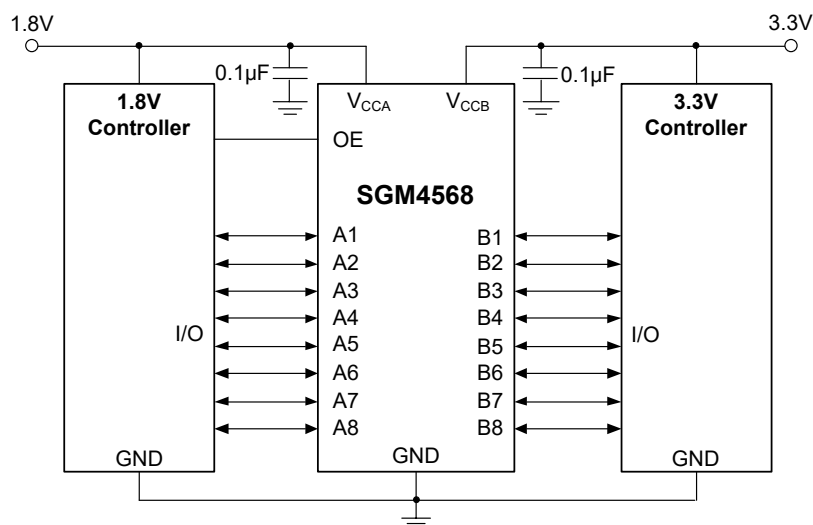 1.8V
3.3V
0.1µF
0.1µF
1.8V
Controller
VCCA
VCCB
3.3V
Controller
OE
SGM4568
A1
B1
A2
B2
A3
B3
A4
B4
I/O
I/O
A5
B5
A6
B6
A7
B7
A8
B8
GND
GND
GND